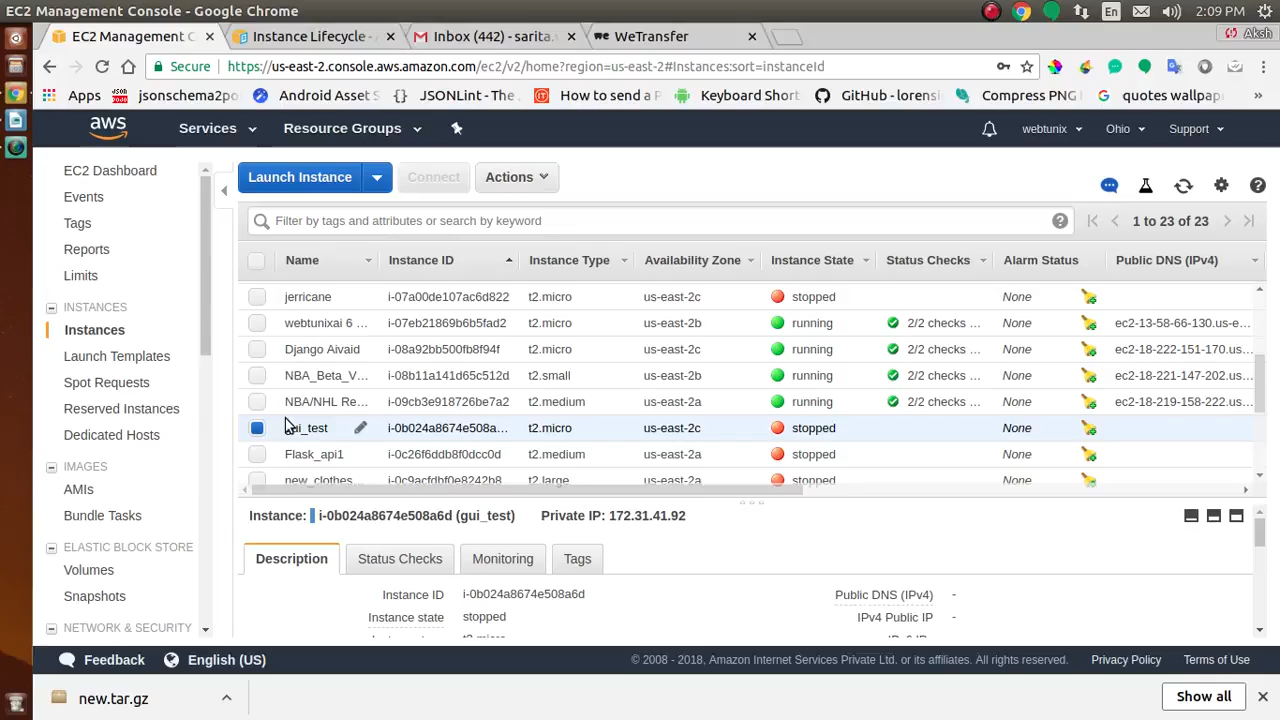 EC2 Management Console - Google Chrome
En
2:09 PM
EC2 Management C
Instance Lifecycle -
Inbox (442) - sarita.
WeTransfer
Aksh
Secure
https://us-east-2.console.aws.amazon.com/ec2/v2/home?region=us-east-2#Instances:sort=instanceId
Apps
jsonschema2po
Android Asset S
JSONLint - The
How to send a P
Keyboard Short
GitHub - lorensi
Compress PNG
quotes wallpap
»
aws
Services
Resource Groups
webtunix
Ohio
Support
EC2 Dashboard
Events
Tags
Reports
Limits
INSTANCES
Instances
Launch Templates
Spot Requests
Reserved Instances
Dedicated Hosts
IMAGES
AMIs
Bundle Tasks
ELASTIC BLOCK STORE
Volumes
Snapshots
NETWORK & SECURITY
Launch Instance
Connect
Actions
Filter by tags and attributes or search by keyword
1 to 23 of 23
Name Instance ID Instance Type Availability Zone Instance State Status Checks Alarm Status Public DNS (IPv4)
jerricane i-07a00de107ac6d822 t2.micro us-east-2c stopped None
webtunixai 6 ... i-07eb21869b6b5fad2 t2.micro us-east-2b running 2/2 checks ... None ec2-13-58-66-130.us-e...
Django Aivaid i-08a92bb500fb8f94f t2.micro us-east-2b running 2/2 checks ... None ec2-18-222-151-170.us...
NBA_Beta_V... i-08b11a141d65c512d t2.small us-east-2b running 2/2 checks ... None ec2-18-221-147-202.us...
NBA/NHL Re... i-09cb3e918726be7a2 t2.medium us-east-2a running 2/2 checks ... None ec2-18-219-158-222.us...
gui_test i-0b024a8674e508a... t2.micro us-east-2c stopped None
Flask_api1 i-0c26f6ddb8f0dcc0d t2.medium us-east-2a stopped None
new_clothes... i-0c9acfdbf0e8242b8 t2.large us-east-2a stopped None
Instance: i-0b024a8674e508a6d (gui_test) Private IP: 172.31.41.92
Description
Status Checks
Monitoring
Tags
Instance ID i-0b024a8674e508a6d
Public DNS (IPv4) -
Instance state stopped
IPv4 Public IP -
Feedback
English (US)
© 2008 - 2018, Amazon Internet Services Private Ltd. or its affiliates. All rights reserved.
Privacy Policy
Terms of Use
new.tar.gz
Show all